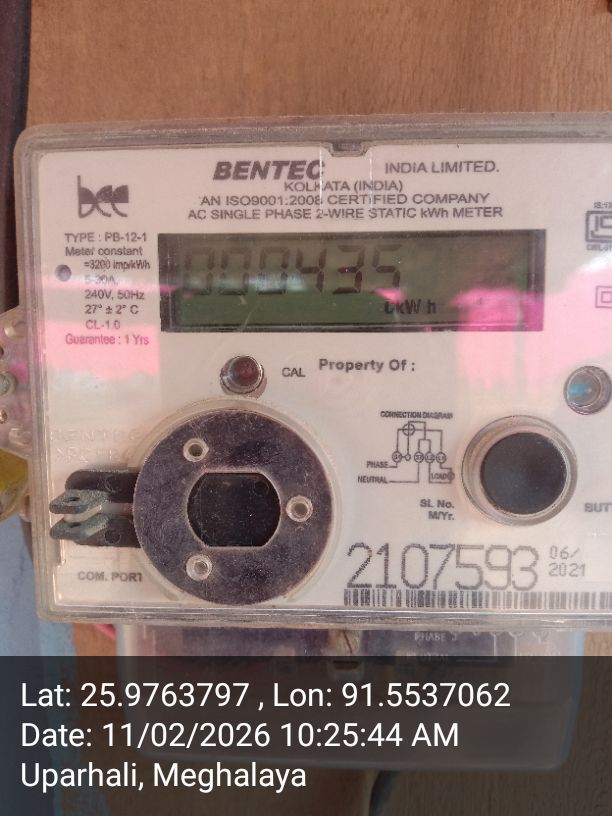 bee
BENTEC INDIA LIMITED.
KOLKATA (INDIA)
AN ISO9001:2008 CERTIFIED COMPANY
AC SINGLE PHASE 2-WIRE STATIC kWh METER
TYPE : PB-12-1
Meter constant
=3200 imp/kWh
5-30A,
240V, 50Hz
27° ± 2° C
CL-1.0
Guarantee : 1 Yrs
000435
kWh
CAL
Property Of :
CONNECTION DIAGRAM
PHASE
NEUTRAL
LOAD
SL. No.
M/Yr.
COM. PORT
2107593 06/
2021
PHASE
Lat: 25.9763797 , Lon: 91.5537062
Date: 11/02/2026 10:25:44 AM
Uparhali, Meghalaya